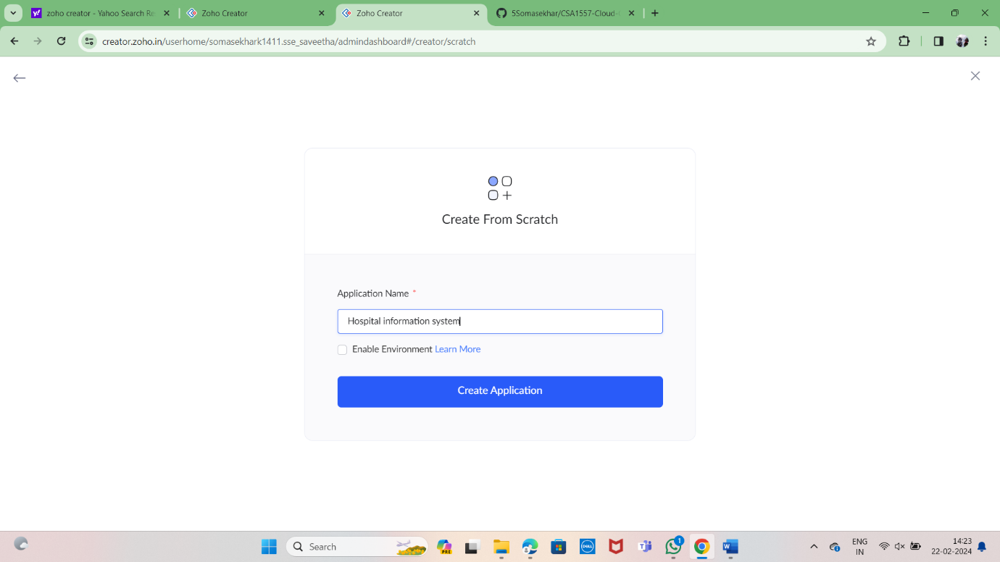 zoho creator - Yahoo Search Re
Zoho Creator
Zoho Creator
5Somasekhar/CSA1557-Cloud-
creator.zoho.in/userhome/somasekhark1411.sse_saveetha/admindashboard#/creator/scratch
Create From Scratch
Application Name *
Hospital information system
Enable Environment Learn More
Create Application
Search
PRE
DELL
1
ENG
IN
14:23
22-02-2024